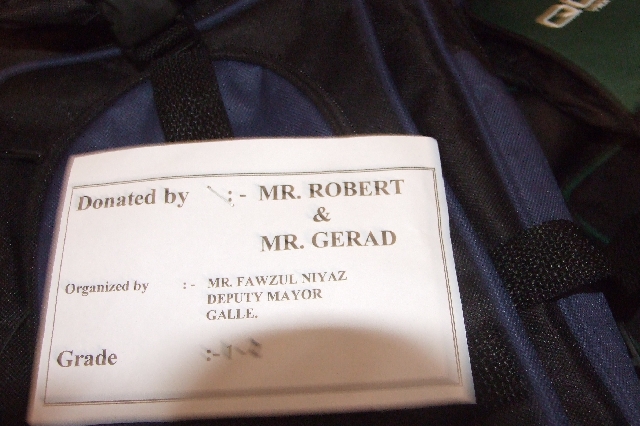 Donated by :- MR. ROBERT
&
MR. GERAD
Organized by :- MR. FAWZUL NIYAZ
DEPUTY MAYOR
GALLE.
Grade :- 1-2